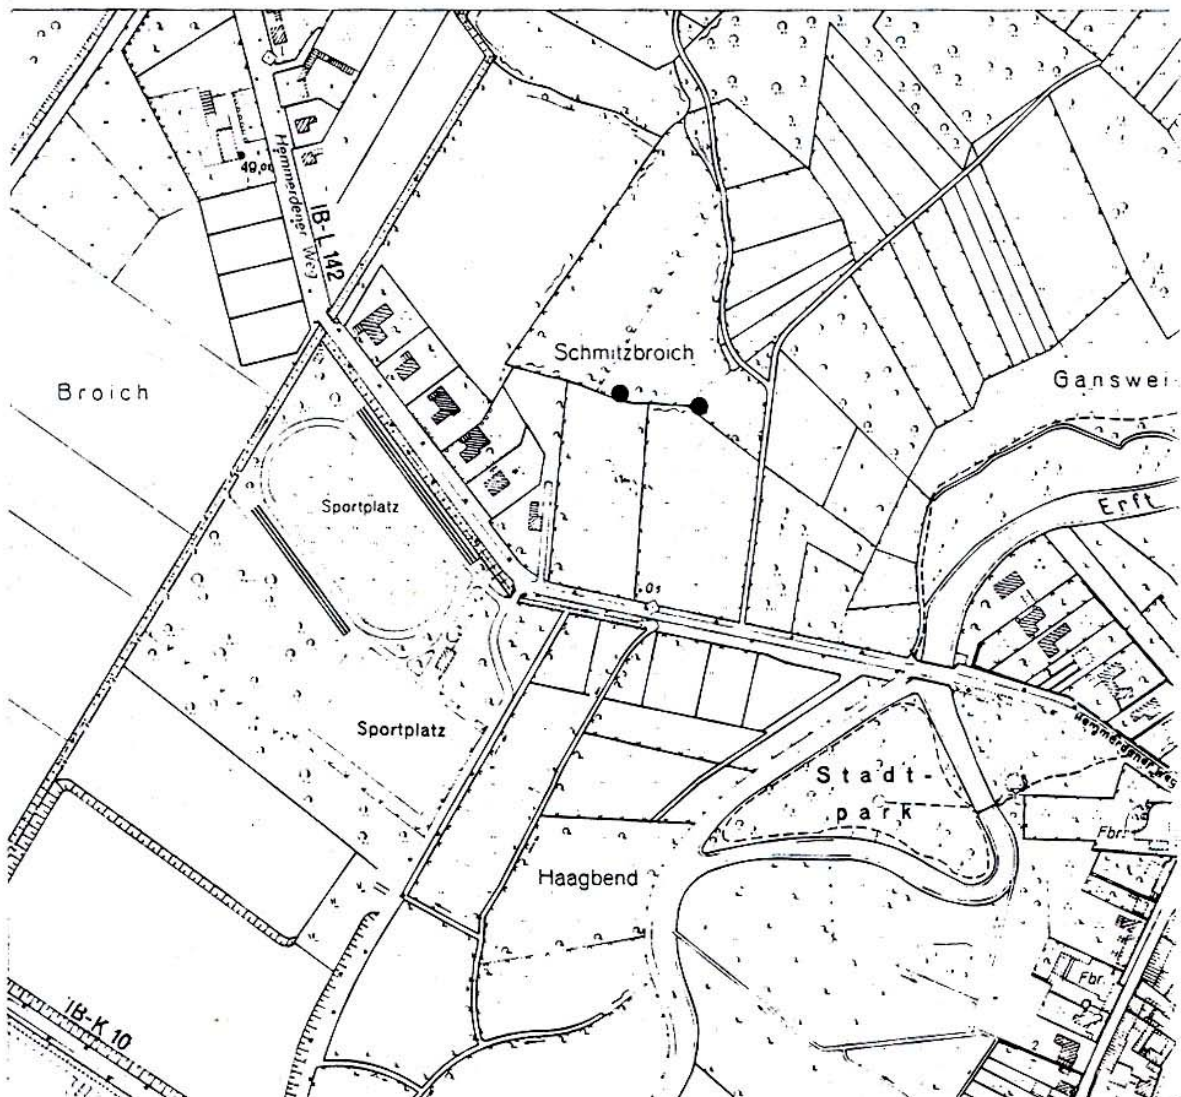 49,00
Hemmerdener Weg
IB-L 142
Schmitzbroich
Broich
Ganswei
Erft
Sportplatz
Sportplatz
Hemmerdener Weg
Stadt-
park
Fbr.
Haagbend
Fbr.
IB-K 10
2